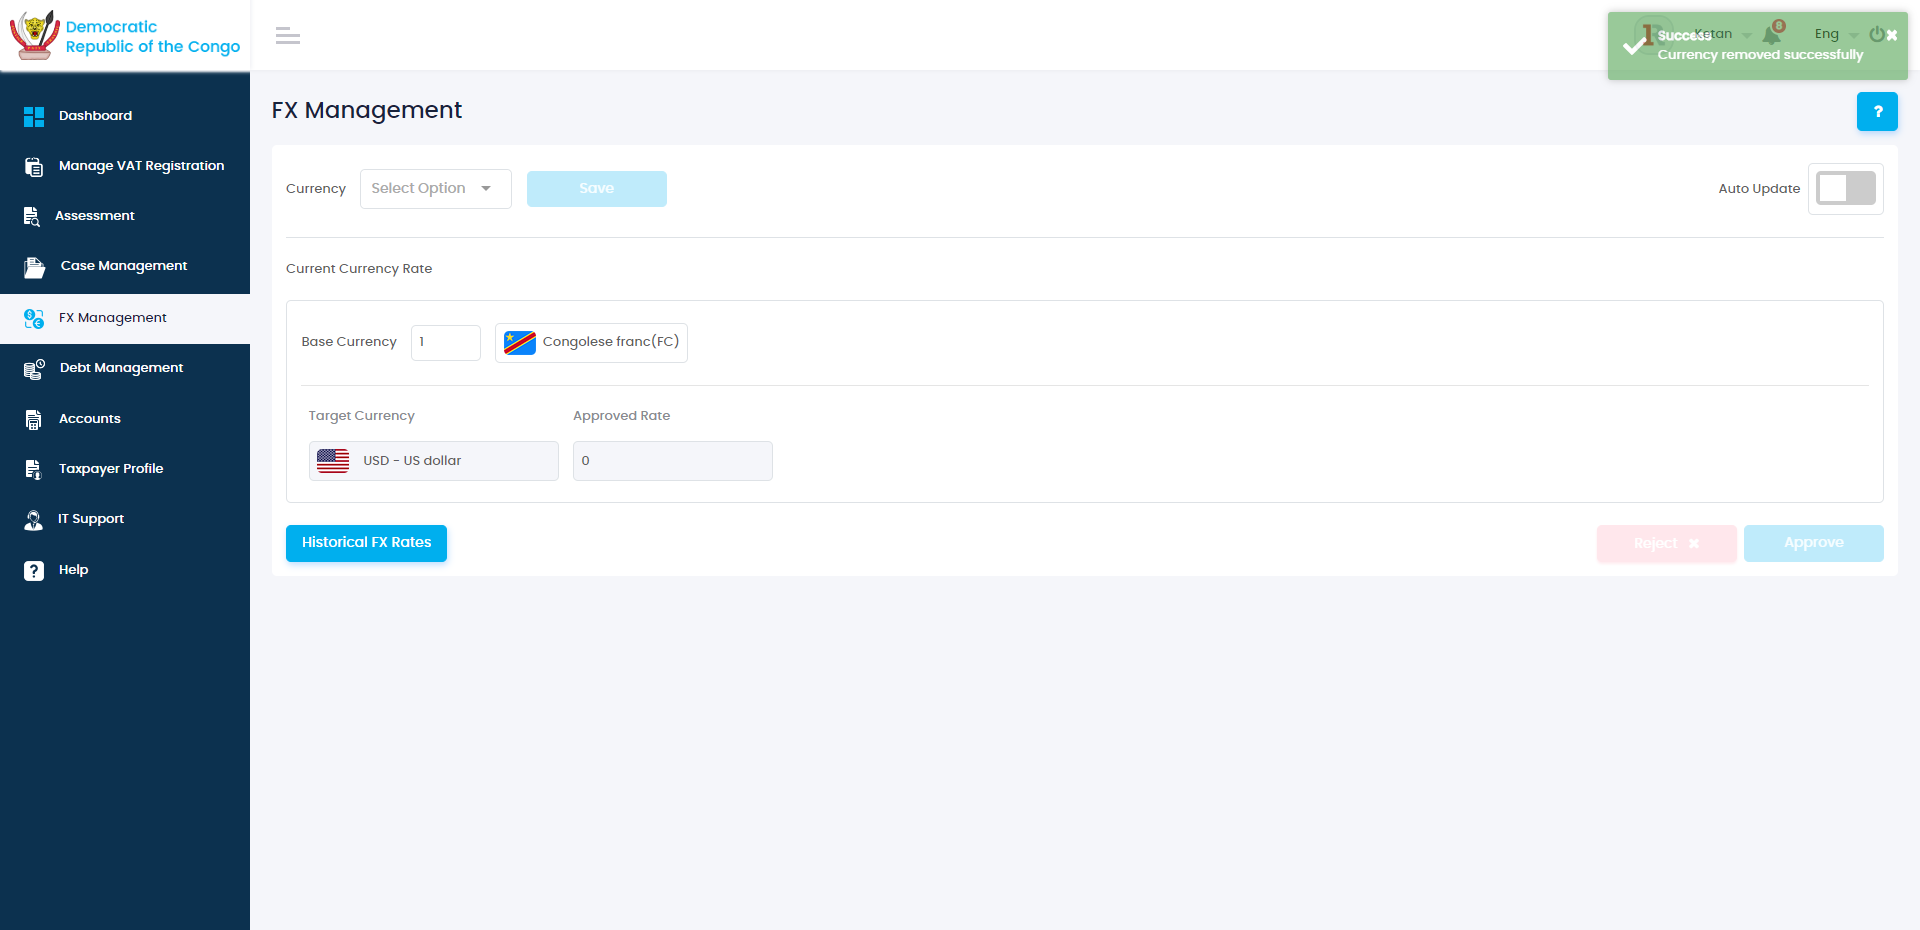 Democratic
Republic of the Congo
Success
Ketan
8
Eng
Currency removed successfully
FX Management
?
Dashboard
Manage VAT Registration
Assessment
Case Management
FX Management
Debt Management
Accounts
Taxpayer Profile
IT Support
Help
Currency
Select Option
Save
Auto Update
Current Currency Rate
Base Currency
1
Congolese franc(FC)
Target Currency
Approved Rate
USD - US dollar
0
Historical FX Rates
Reject
Approve